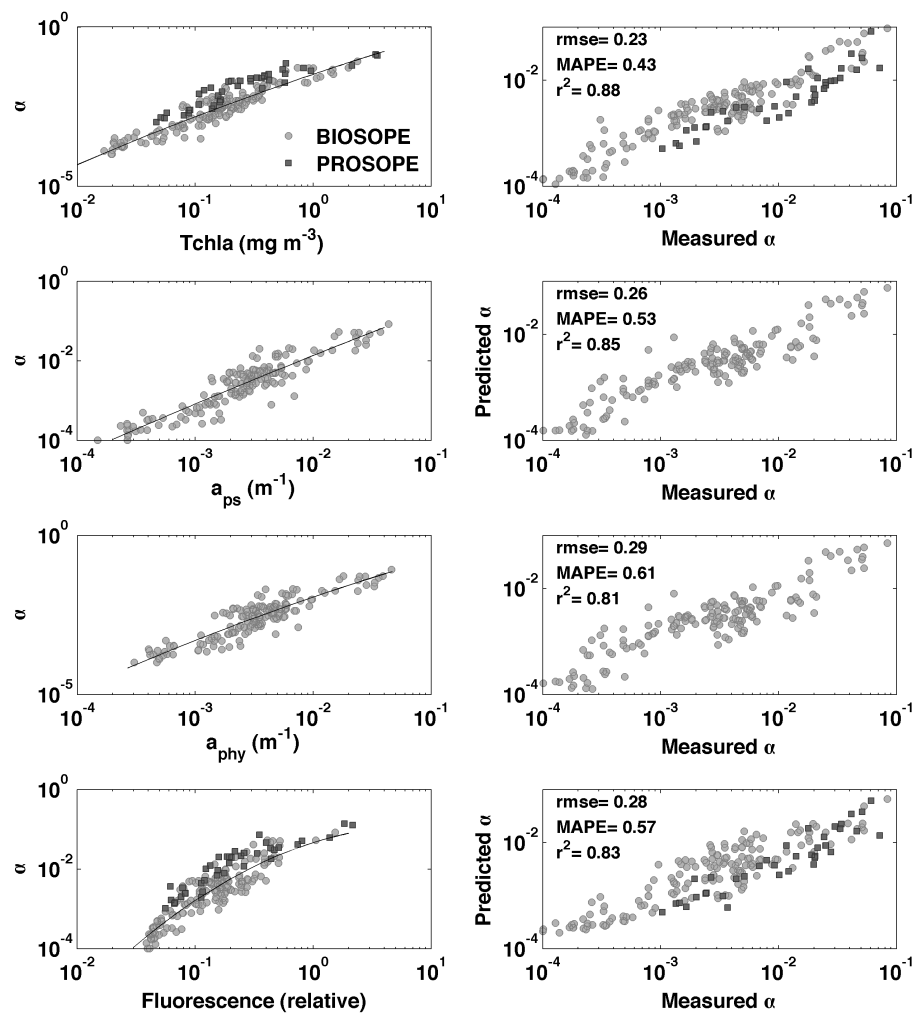 10^0
α
10^-5
10^-2 10^-1 10^0 10^1
Tchla (mg m^-3)
BIOSOPE
PROSOPE
rmse= 0.23
MAPE= 0.43
r^2= 0.88
10^-2
10^-4
10^-4 10^-3 10^-2 10^-1
Measured α
10^0
α
10^-2
10^-4
10^-4 10^-3 10^-2 10^-1
a_ps (m^-1)
rmse= 0.26
MAPE= 0.53
r^2= 0.85
Predicted α
10^-2
10^-4
10^-4 10^-3 10^-2 10^-1
Measured α
10^0
α
10^-5
10^-4 10^-3 10^-2 10^-1
a_phy (m^-1)
rmse= 0.29
MAPE= 0.61
r^2= 0.81
10^-2
10^-4
10^-4 10^-3 10^-2 10^-1
Measured α
10^0
α
10^-2
10^-4
10^-2 10^-1 10^0 10^1
Fluorescence (relative)
rmse= 0.28
MAPE= 0.57
r^2= 0.83
Predicted α
10^-2
10^-4
10^-4 10^-3 10^-2 10^-1
Measured α